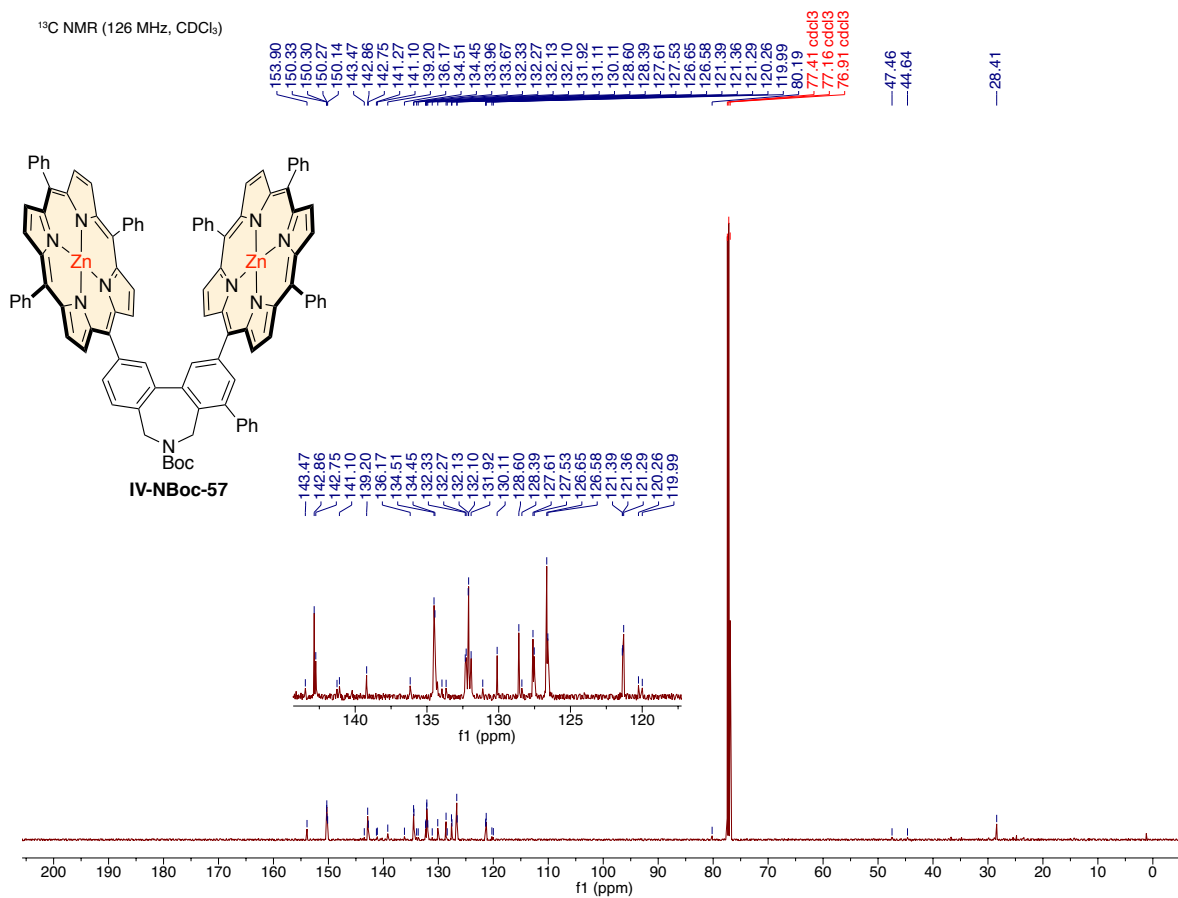 ¹³C NMR (126 MHz, CDCl₃)
153.90
150.33
150.30
150.27
150.14
143.47
142.86
142.75
141.27
141.10
139.20
136.17
134.51
134.45
133.96
133.67
132.33
132.27
132.13
132.10
131.92
131.11
130.11
128.60
128.39
127.61
127.53
126.65
126.58
121.39
121.36
121.29
120.26
119.99
80.19
77.41 cdcl3
77.16 cdcl3
76.91 cdcl3
47.46
44.64
28.41
Ph
Ph
Ph
Ph
N
N
N
N
Zn
N
N
N
N
Zn
Ph
Ph
Ph
N
Boc
IV-NBoc-57
143.47
142.86
142.75
141.10
139.20
136.17
134.51
134.45
132.33
132.27
132.13
132.10
131.92
130.11
128.60
128.39
127.61
127.53
126.65
126.58
121.39
121.36
121.29
120.26
119.99
140 135 130 125 120
f1 (ppm)
200 190 180 170 160 150 140 130 120 110 100 90 80 70 60 50 40 30 20 10 0
f1 (ppm)